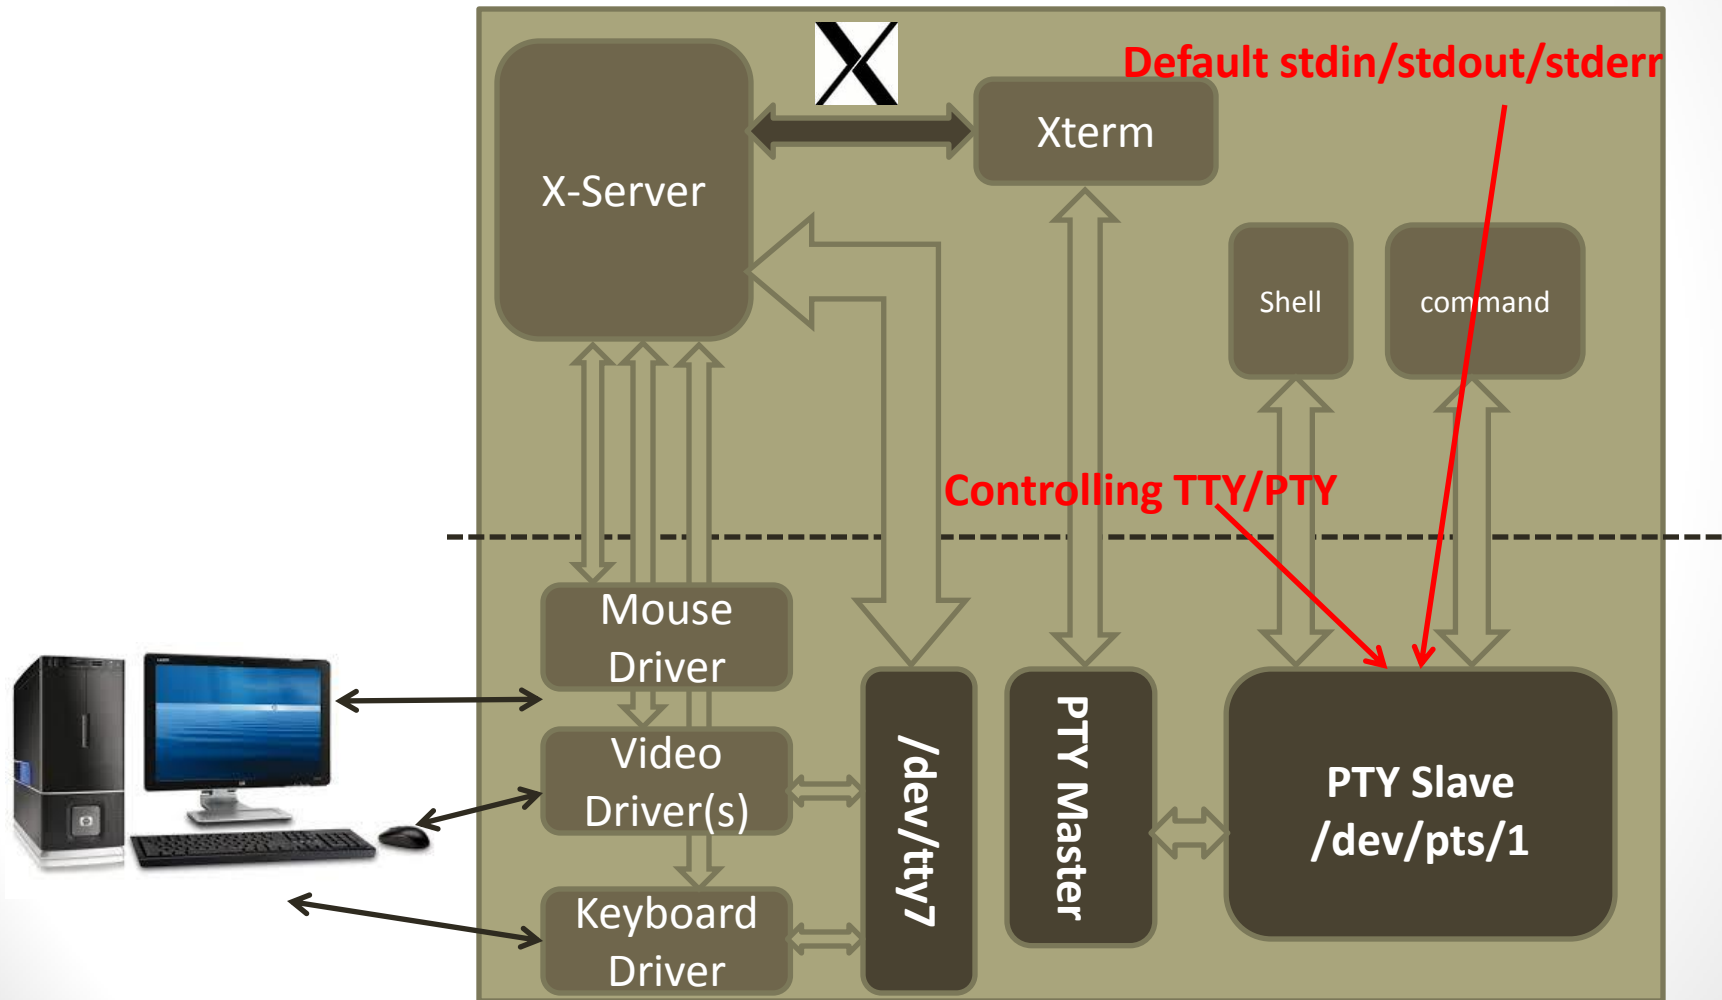 Default stdin/stdout/stderr
Xterm
X-Server
Shell
command
Controlling TTY/PTY
Mouse
Driver
Video
Driver(s)
Keyboard
Driver
/dev/tty7
PTY Master
PTY Slave
/dev/pts/1